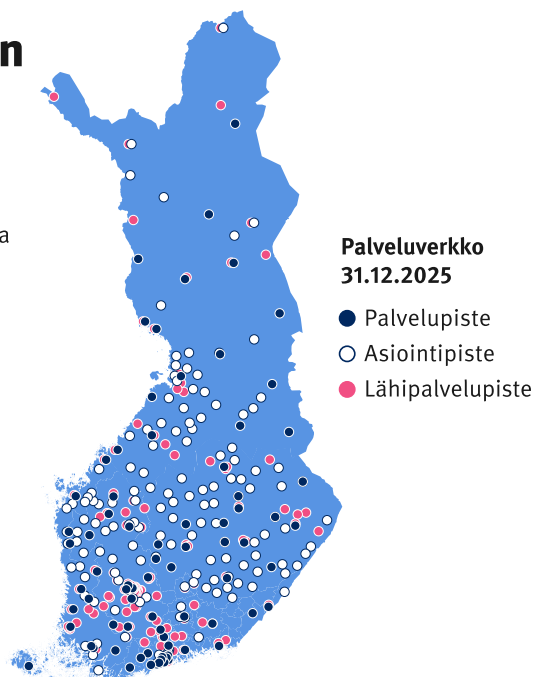 n
a
Palveluverkko
31.12.2025
Palvelupiste
Asiointipiste
Lähipalvelupiste